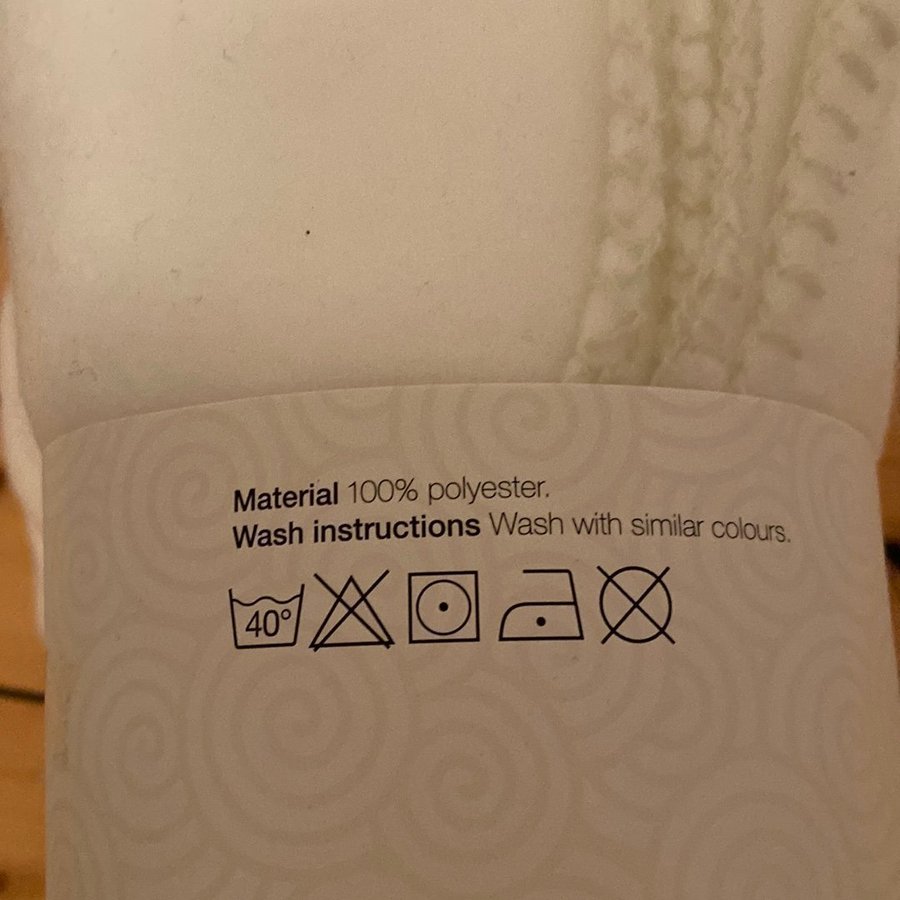 Material 100% polyester.
Wash instructions Wash with similar colours.
40°